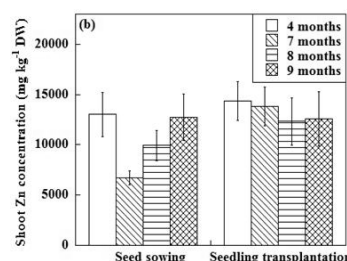 (b)
4 months
7 months
8 months
9 months
Shoot Zn concentration (mg kg⁻¹ DW)
20000
15000
10000
5000
0
Seed sowing
Seedling transplantation